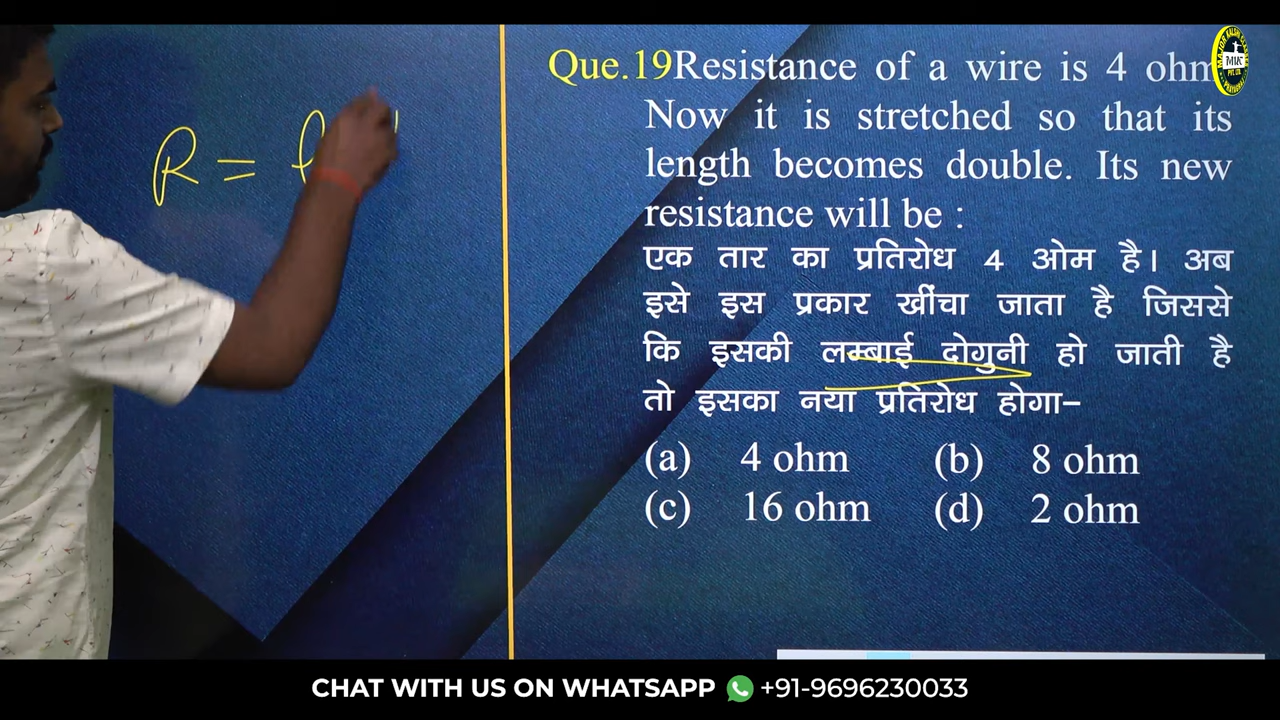 R =
Que.19Resistance of a wire is 4 ohm
Now it is stretched so that its
length becomes double. Its new
resistance will be :
एक तार का प्रतिरोध 4 ओम है। अब
इसे इस प्रकार खींचा जाता है जिससे
कि इसकी लम्बाई दोगुनी हो जाती है
तो इसका नया प्रतिरोध होगा–
(a) 4 ohm (b) 8 ohm
(c) 16 ohm (d) 2 ohm
MKK
CHAT WITH US ON WHATSAPP +91-9696230033